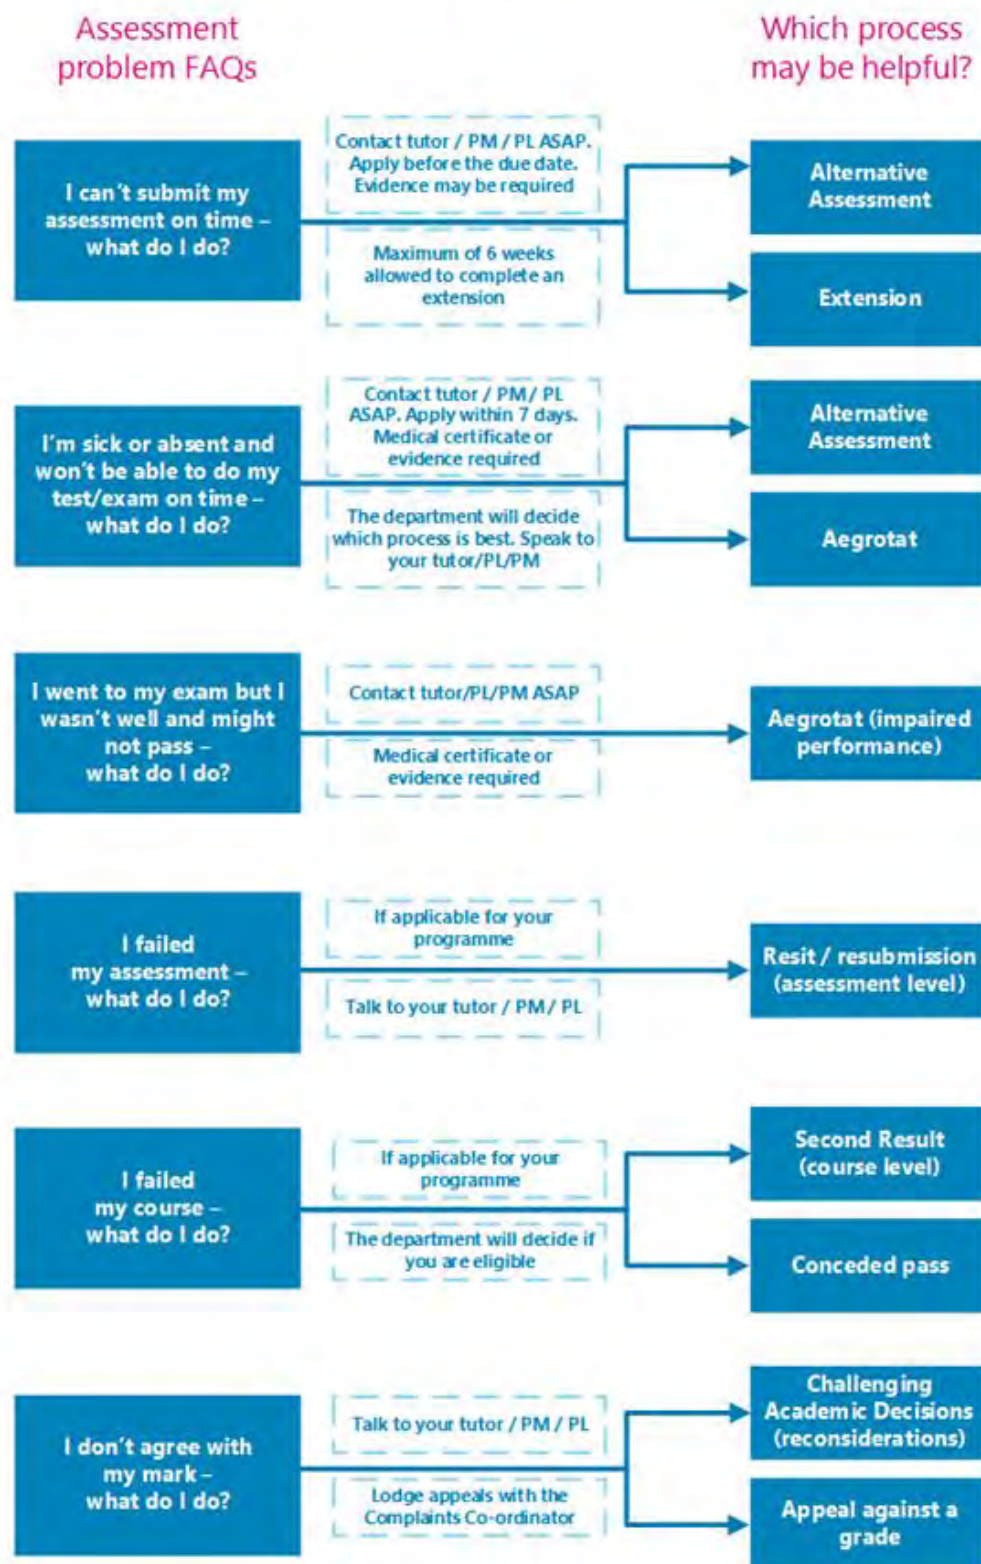 Assessment
problem FAQs
Which process
may be helpful?
I can't submit my
assessment on time –
what do I do?
Contact tutor / PM / PL ASAP.
Apply before the due date.
Evidence may be required
Maximum of 6 weeks
allowed to complete an
extension
Alternative
Assessment
Extension
I'm sick or absent and
won't be able to do my
test/exam on time –
what do I do?
Contact tutor / PM / PL
ASAP. Apply within 7 days.
Medical certificate or
evidence required
The department will decide
which process is best. Speak to
your tutor/PL/PM
Alternative
Assessment
Aegrotat
I went to my exam but I
wasn't well and might
not pass –
what do I do?
Contact tutor/PL/PM ASAP
Medical certificate or
evidence required
Aegrotat (impaired
performance)
I failed
my assessment –
what do I do?
If applicable for your
programme
Talk to your tutor / PM / PL
Resit / resubmission
(assessment level)
I failed
my course –
what do I do?
If applicable for your
programme
The department will decide if
you are eligible
Second Result
(course level)
Conceded pass
I don't agree with
my mark –
what do I do?
Talk to your tutor / PM / PL
Lodge appeals with the
Complaints Co-ordinator
Challenging
Academic Decisions
(reconsiderations)
Appeal against a
grade